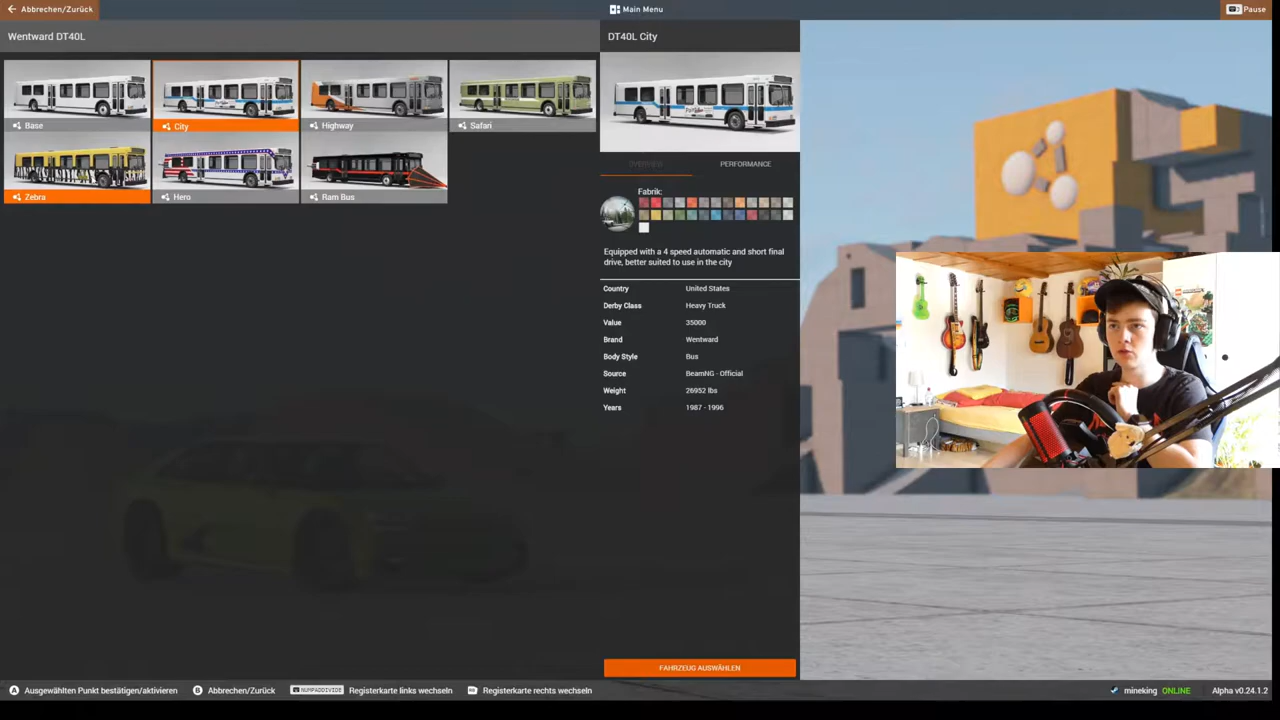 Abbrechen/Zurück
Main Menu
Pause
Wentward DT40L
DT40L City
Base
City
Highway
Safari
Zebra
Hero
Ram Bus
OVERVIEW
PERFORMANCE
Fabrik:
Equipped with a 4 speed automatic and short final
drive, better suited to use in the city
Country United States
Derby Class Heavy Truck
Value 35000
Brand Wentward
Body Style Bus
Source BeamNG - Official
Weight 26952 lbs
Years 1987 - 1996
FAHRZEUG AUSWÄHLEN
A Ausgewählten Punkt bestätigen/aktivieren
B Abbrechen/Zurück
NUMPADDIVIDE Registerkarte links wechseln
Registerkarte rechts wechseln
mineking ONLINE
Alpha v0.24.1.2